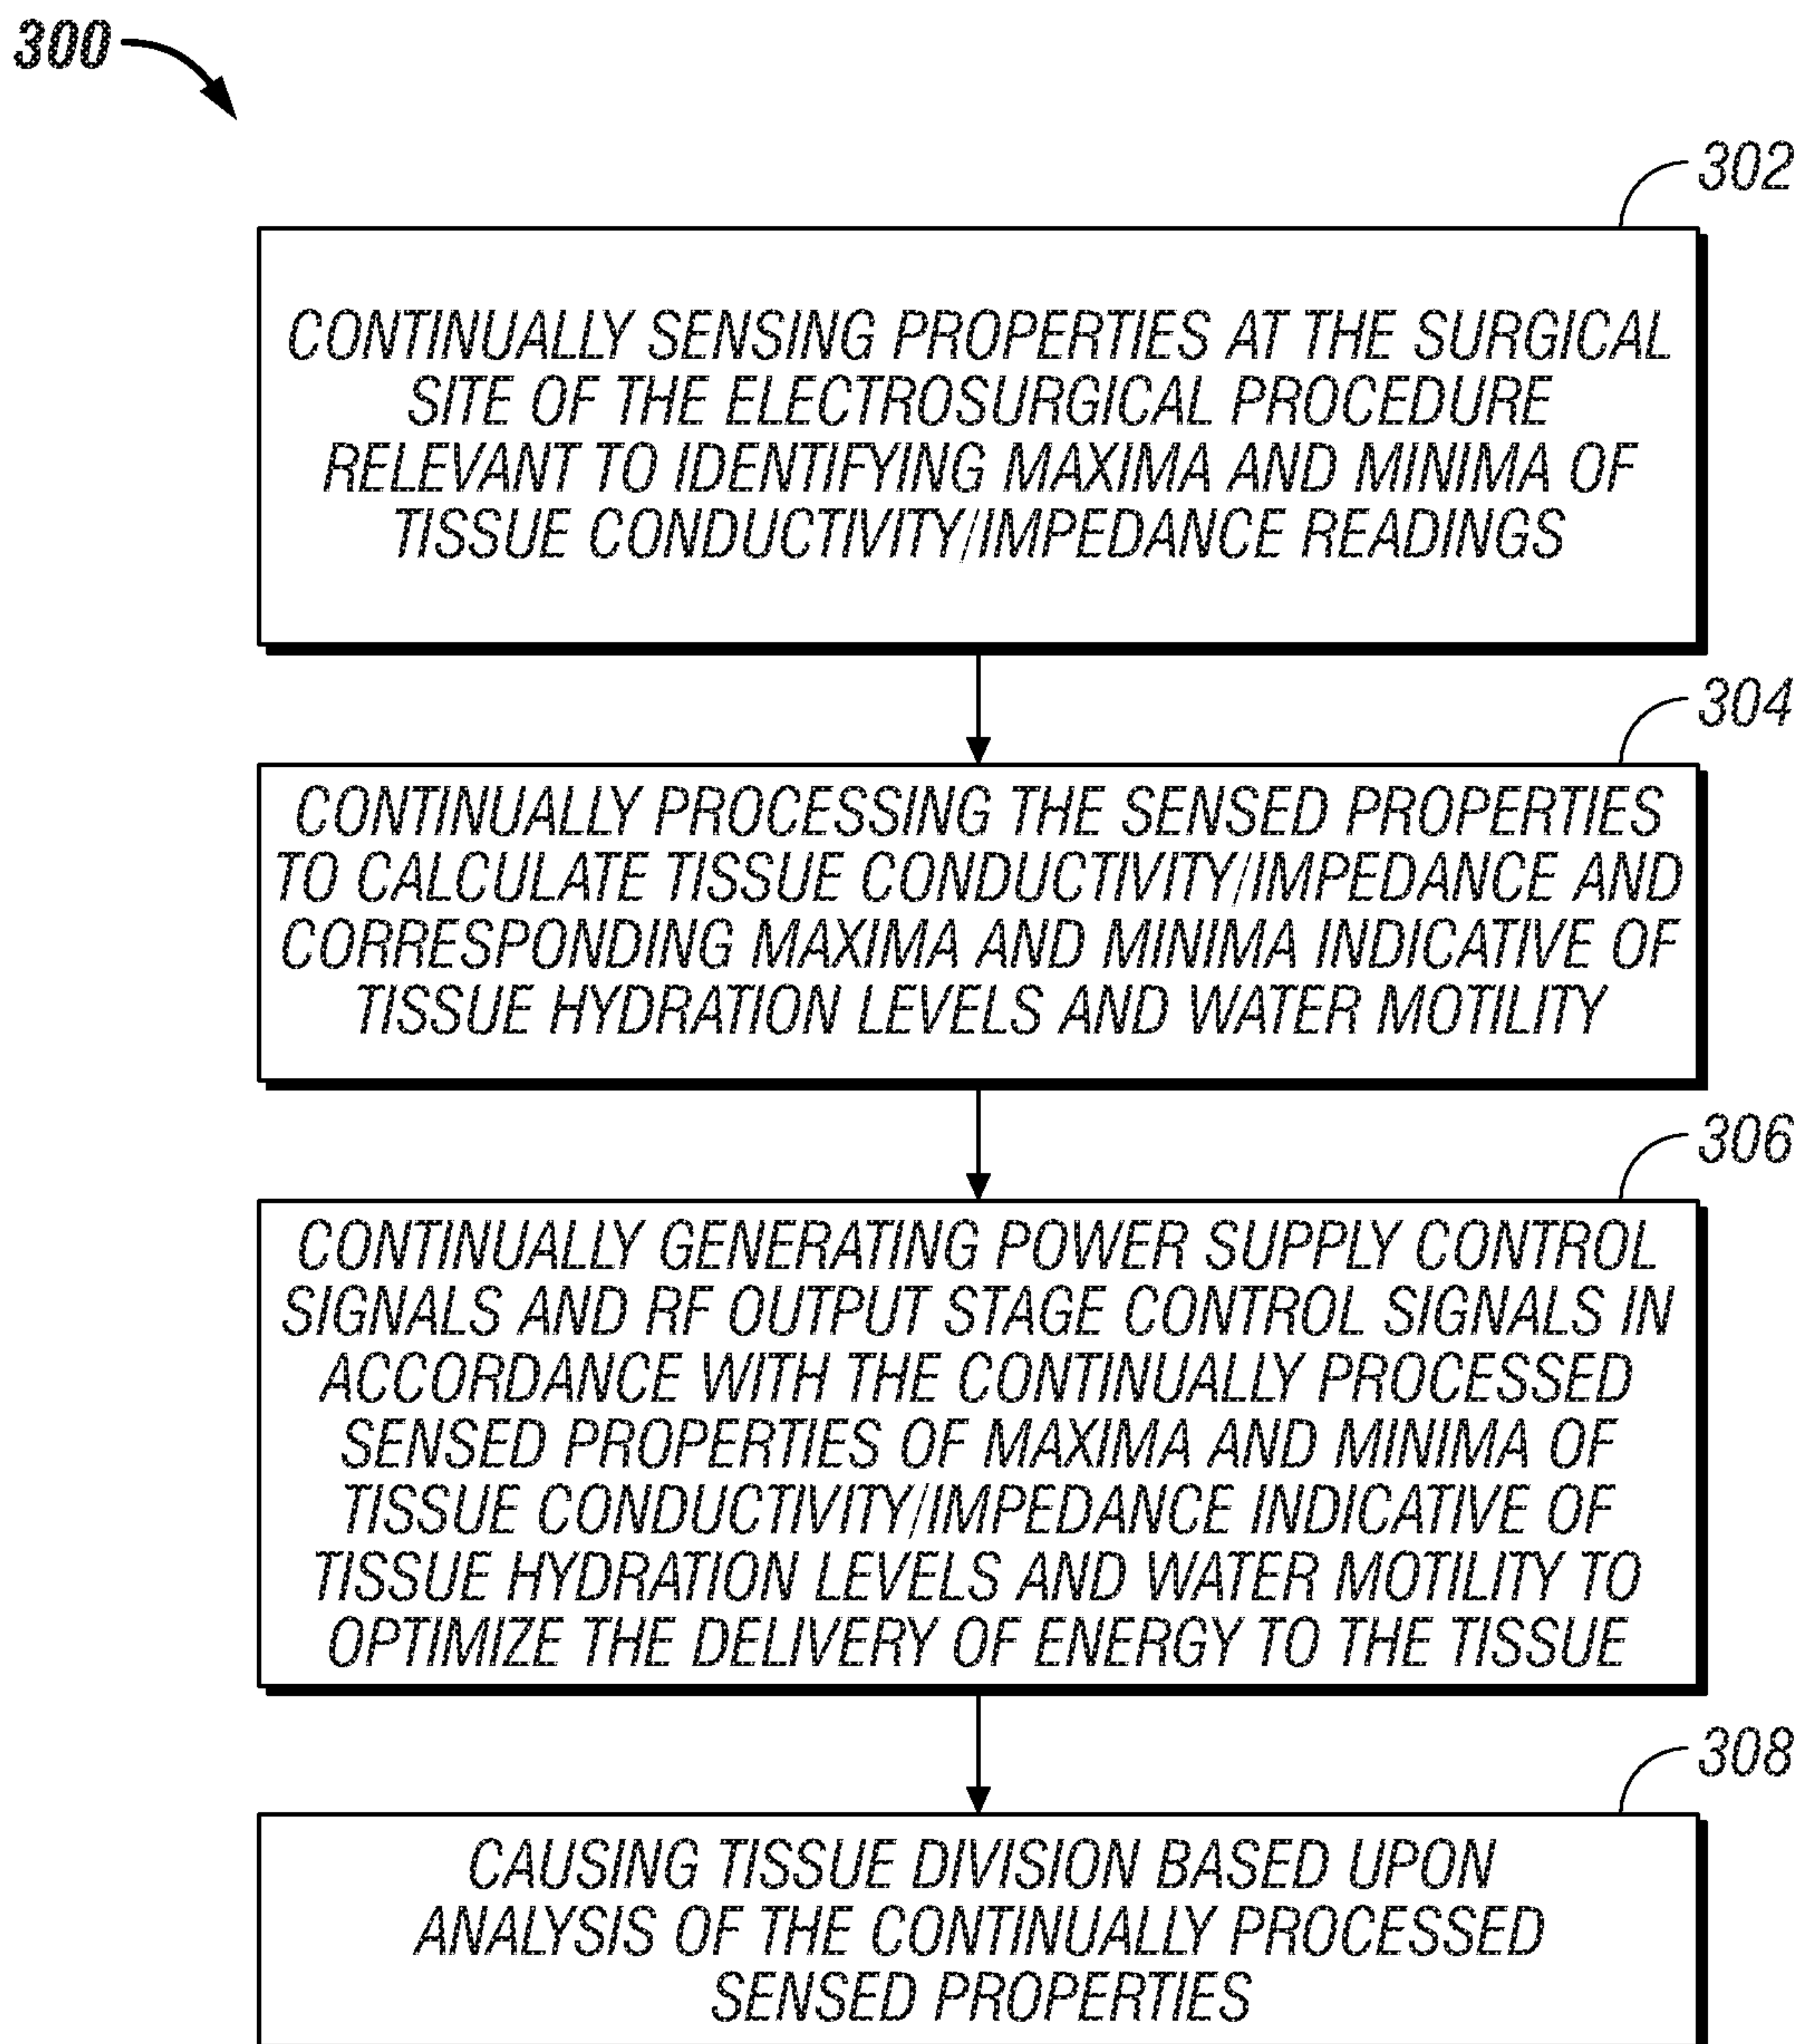 300
302
CONTINUALLY SENSING PROPERTIES AT THE SURGICAL
SITE OF THE ELECTROSURGICAL PROCEDURE
RELEVANT TO IDENTIFYING MAXIMA AND MINIMA OF
TISSUE CONDUCTIVITY/IMPEDANCE READINGS
304
CONTINUALLY PROCESSING THE SENSED PROPERTIES
TO CALCULATE TISSUE CONDUCTIVITY/IMPEDANCE AND
CORRESPONDING MAXIMA AND MINIMA INDICATIVE OF
TISSUE HYDRATION LEVELS AND WATER MOTILITY
306
CONTINUALLY GENERATING POWER SUPPLY CONTROL
SIGNALS AND RF OUTPUT STAGE CONTROL SIGNALS IN
ACCORDANCE WITH THE CONTINUALLY PROCESSED
SENSED PROPERTIES OF MAXIMA AND MINIMA OF
TISSUE CONDUCTIVITY/IMPEDANCE INDICATIVE OF
TISSUE HYDRATION LEVELS AND WATER MOTILITY TO
OPTIMIZE THE DELIVERY OF ENERGY TO THE TISSUE
308
CAUSING TISSUE DIVISION BASED UPON
ANALYSIS OF THE CONTINUALLY PROCESSED
SENSED PROPERTIES